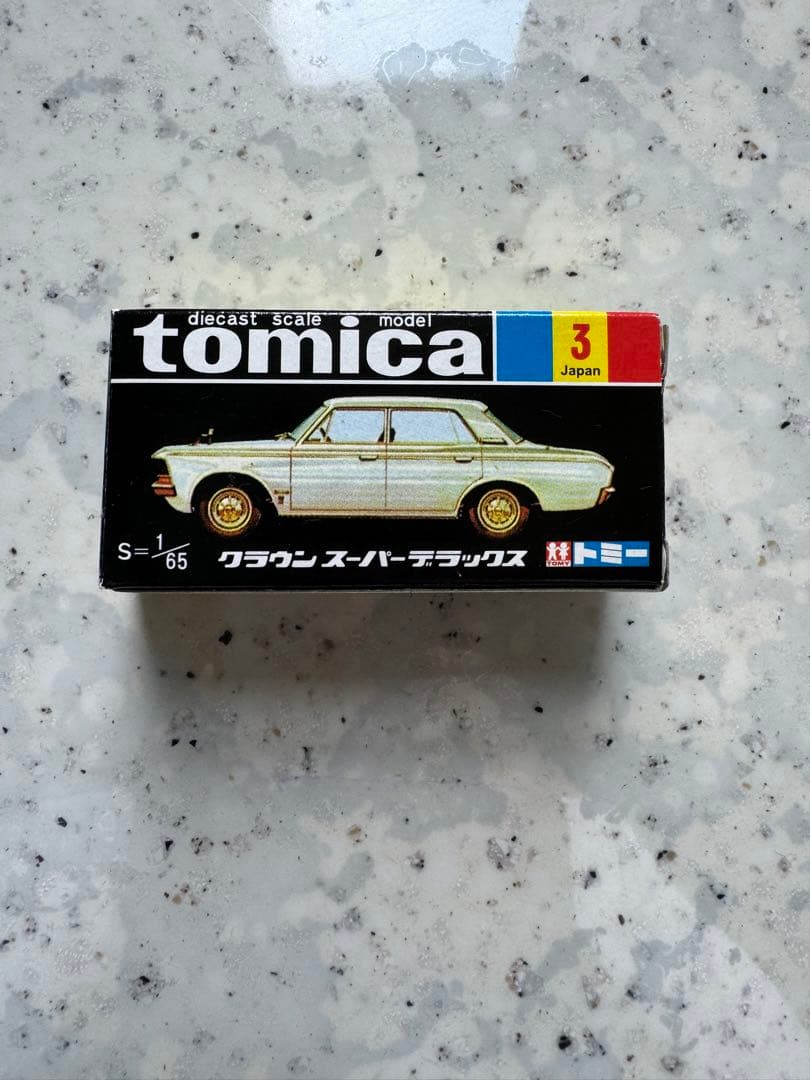 diecast scale model
tomica
3
Japan
S=1/65
クラウン スーパーデラックス
TOMY
トミー